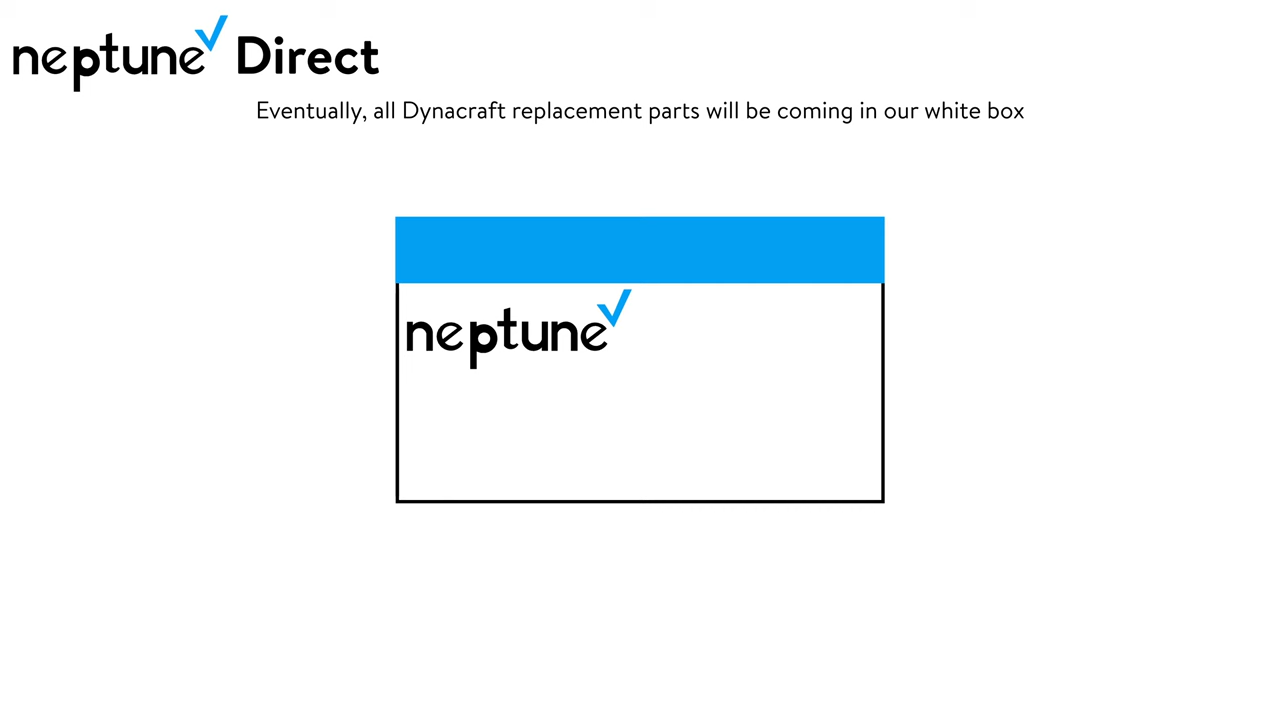 neptune Direct
Eventually, all Dynacraft replacement parts will be coming in our white box
neptune